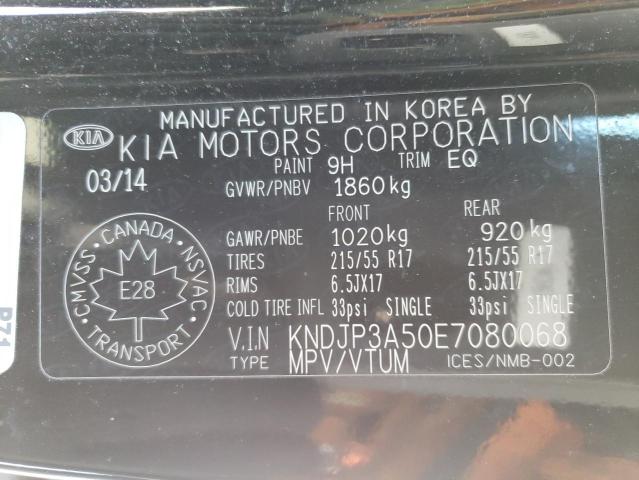 MANUFACTURED IN KOREA BY
KIA KIA MOTORS CORPORATION
03/14 PAINT 9H TRIM EQ
GVWR/PNBV 1860kg
FRONT REAR
GAWR/PNBE 1020kg 920kg
TIRES 215/55 R17 215/55 R17
RIMS 6.5JX17 6.5JX17
COLD TIRE INFL 33psi SINGLE 33psi SINGLE
V.I.N KNDJP3A50E7080068
TYPE MPV/VTUM ICES/NMB-002
CMVSS · CANADA · NSVAC
E28
TRANSPORT